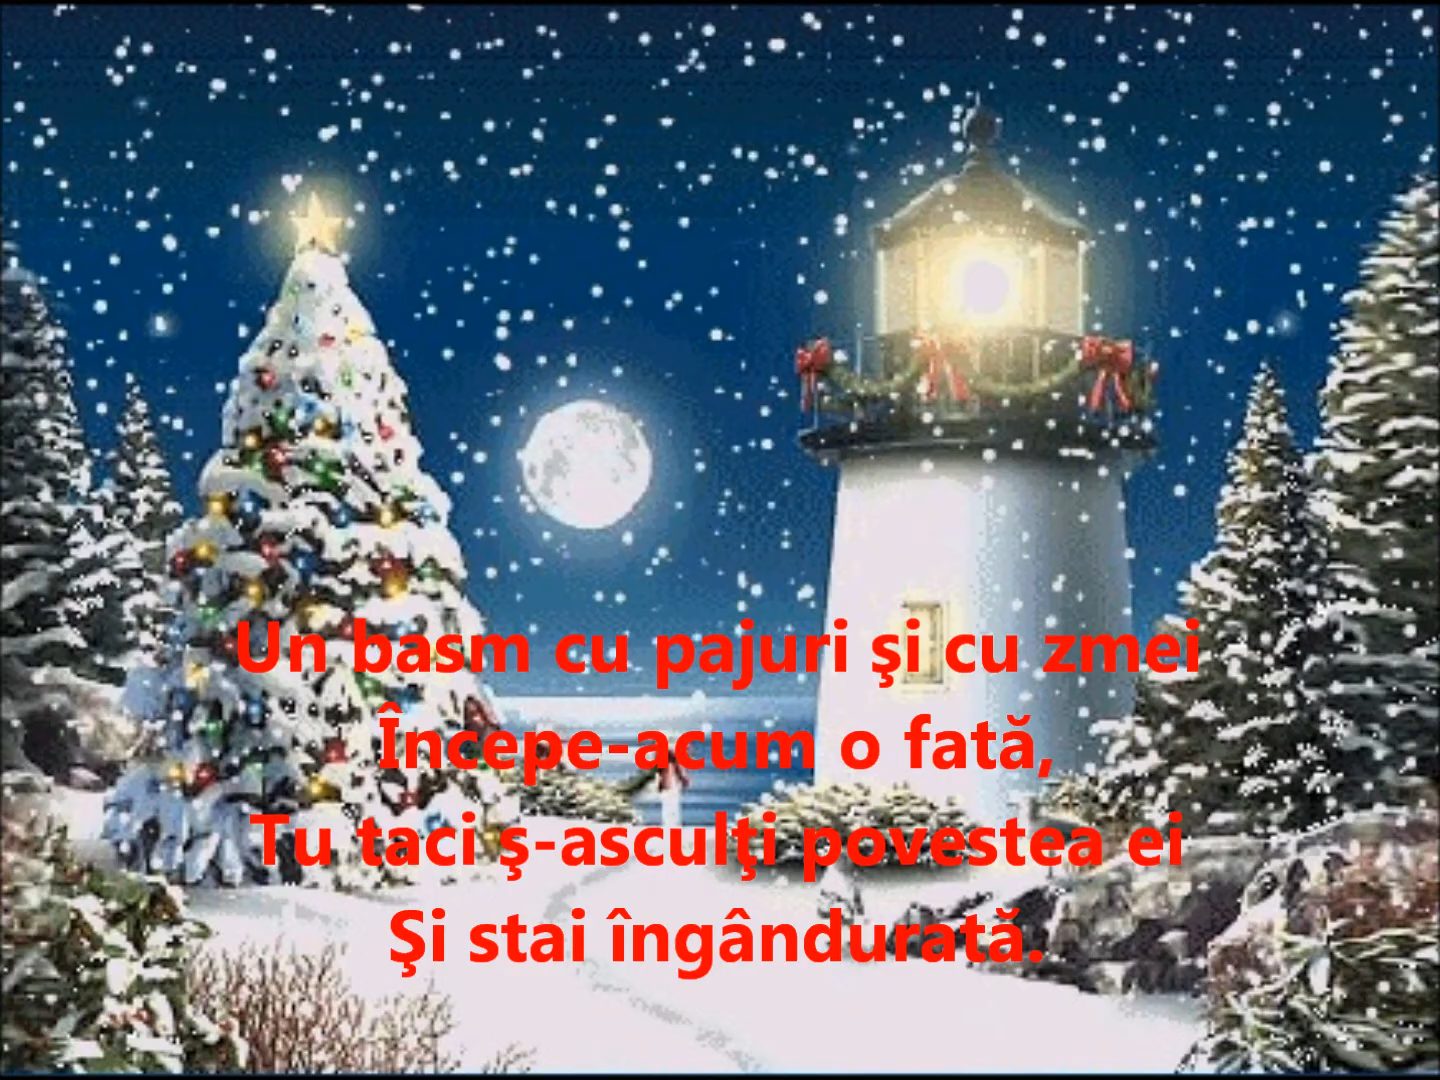 Un basm cu pajuri şi cu zmei
Începe-acum o fată,
Tu taci ş-asculţi povestea ei
Şi stai îngândurată.